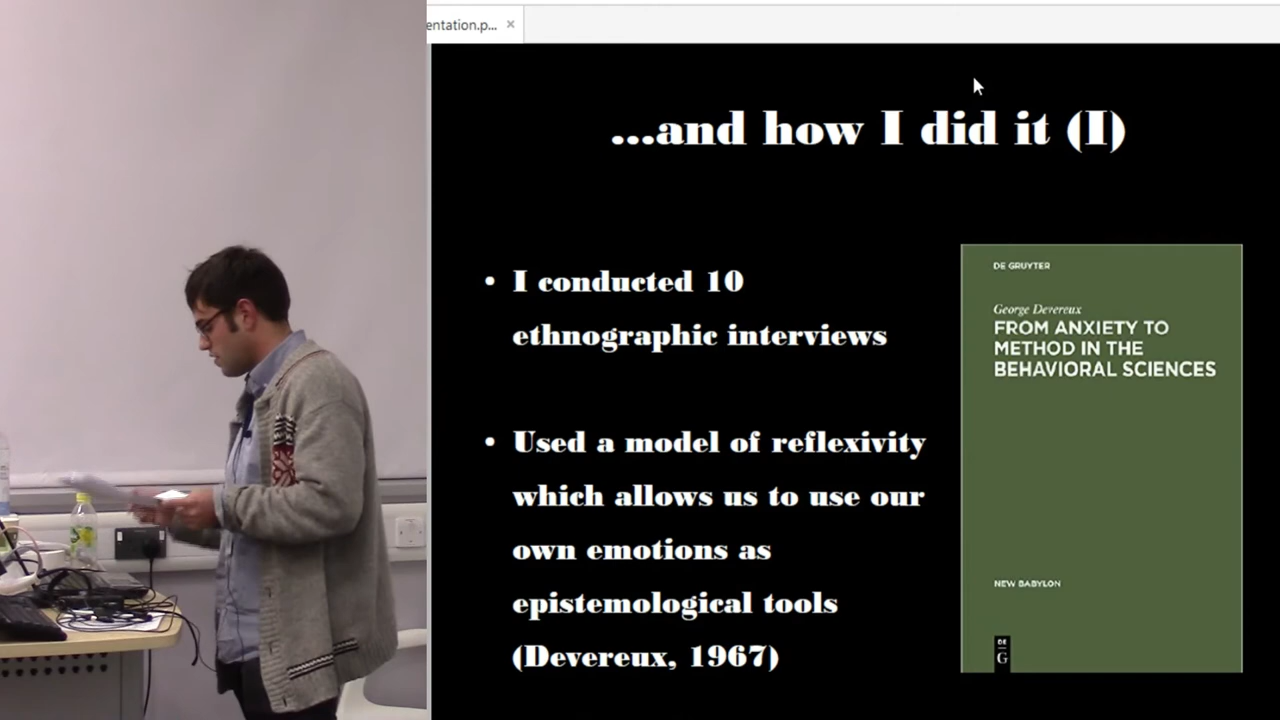 entation.p...
...and how I did it (I)
• I conducted 10
ethnographic interviews
• Used a model of reflexivity
which allows us to use our
own emotions as
epistemological tools
(Devereux, 1967)
DE GRUYTER
George Devereux
FROM ANXIETY TO
METHOD IN THE
BEHAVIORAL SCIENCES
NEW BABYLON
DE
G